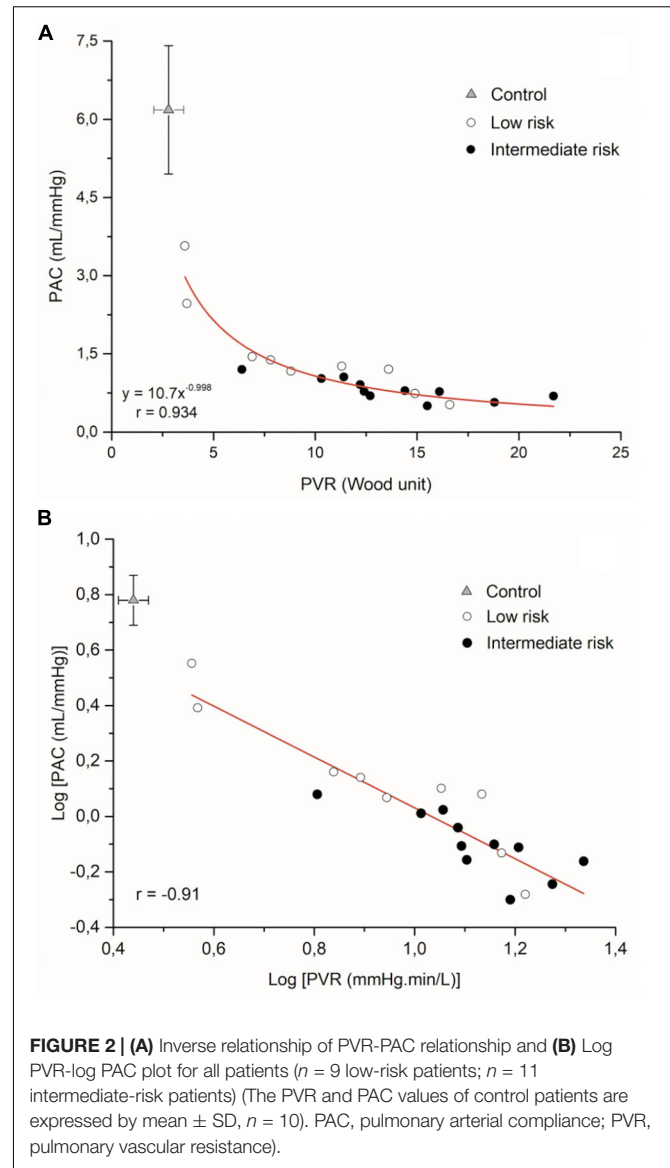 A
7,5
6,0
4,5
3,0
1,5
0,0
PAC (mL/mmHg)
Control
Low risk
Intermediate risk
y = 10.7x^-0.998
r = 0.934
0 5 10 15 20 25
PVR (Wood unit)
B
1,0
0,8
0,6
0,4
0,2
0,0
-0,2
-0,4
Log [PAC (mL/mmHg)]
Control
Low risk
Intermediate risk
r = -0.91
0,4 0,6 0,8 1,0 1,2 1,4
Log [PVR (mmHg.min/L)]
FIGURE 2 | (A) Inverse relationship of PVR-PAC relationship and (B) Log
PVR-log PAC plot for all patients (n = 9 low-risk patients; n = 11
intermediate-risk patients) (The PVR and PAC values of control patients are
expressed by mean ± SD, n = 10). PAC, pulmonary arterial compliance; PVR,
pulmonary vascular resistance).